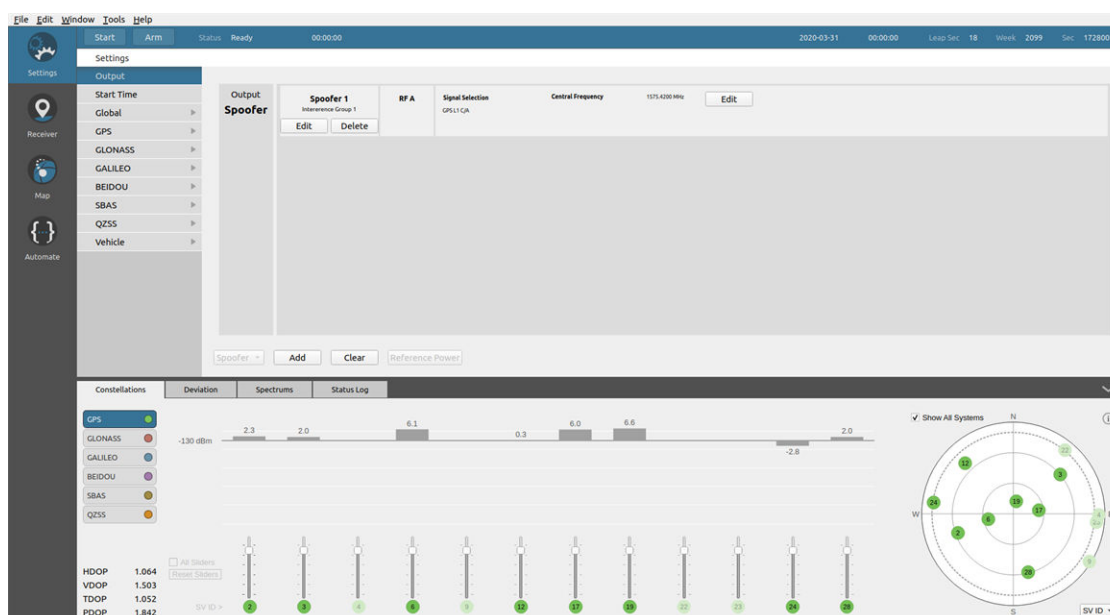 File Edit Window Tools Help
Start Arm Status Ready 00:00:00 2020-03-31 00:00:00 Leap Sec 18 Week 2099 Sec 172800
Settings
Receiver
Map
Automate
Settings
Output
Start Time
Global
GPS
GLONASS
GALILEO
BEIDOU
SBAS
QZSS
Vehicle
Output
Spoofer
Spoofer 1
Intererence Group 1
Edit Delete
RF A
Signal Selection
GPS L1 C/A
Central Frequency 1575.4200 MHz Edit
Spoofer Add Clear Reference Power
Constellations Deviation Spectrums Status Log
GPS
GLONASS
GALILEO
BEIDOU
SBAS
QZSS
HDOP 1.064
VDOP 1.503
TDOP 1.052
PDOP 1.842
-130 dBm 2.3 2.0 6.1 0.3 6.0 6.6 -2.8 2.0
All Sliders
Reset Sliders
SV ID > 2 3 4 6 9 12 17 19 22 23 24 28
Show All Systems
N
22
12
3
24
19
17
W
6
4
2
9
28
S
SV ID